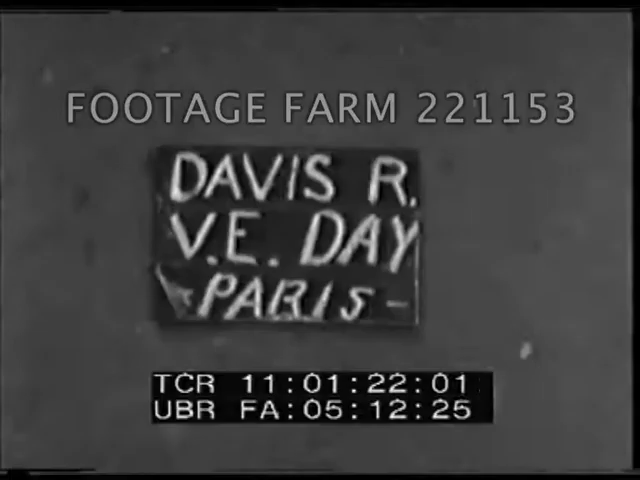 FOOTAGE FARM 221153
DAVIS R.
V.E. DAY
-PARIS-
TCR 11:01:22:01
UBR FA:05:12:25